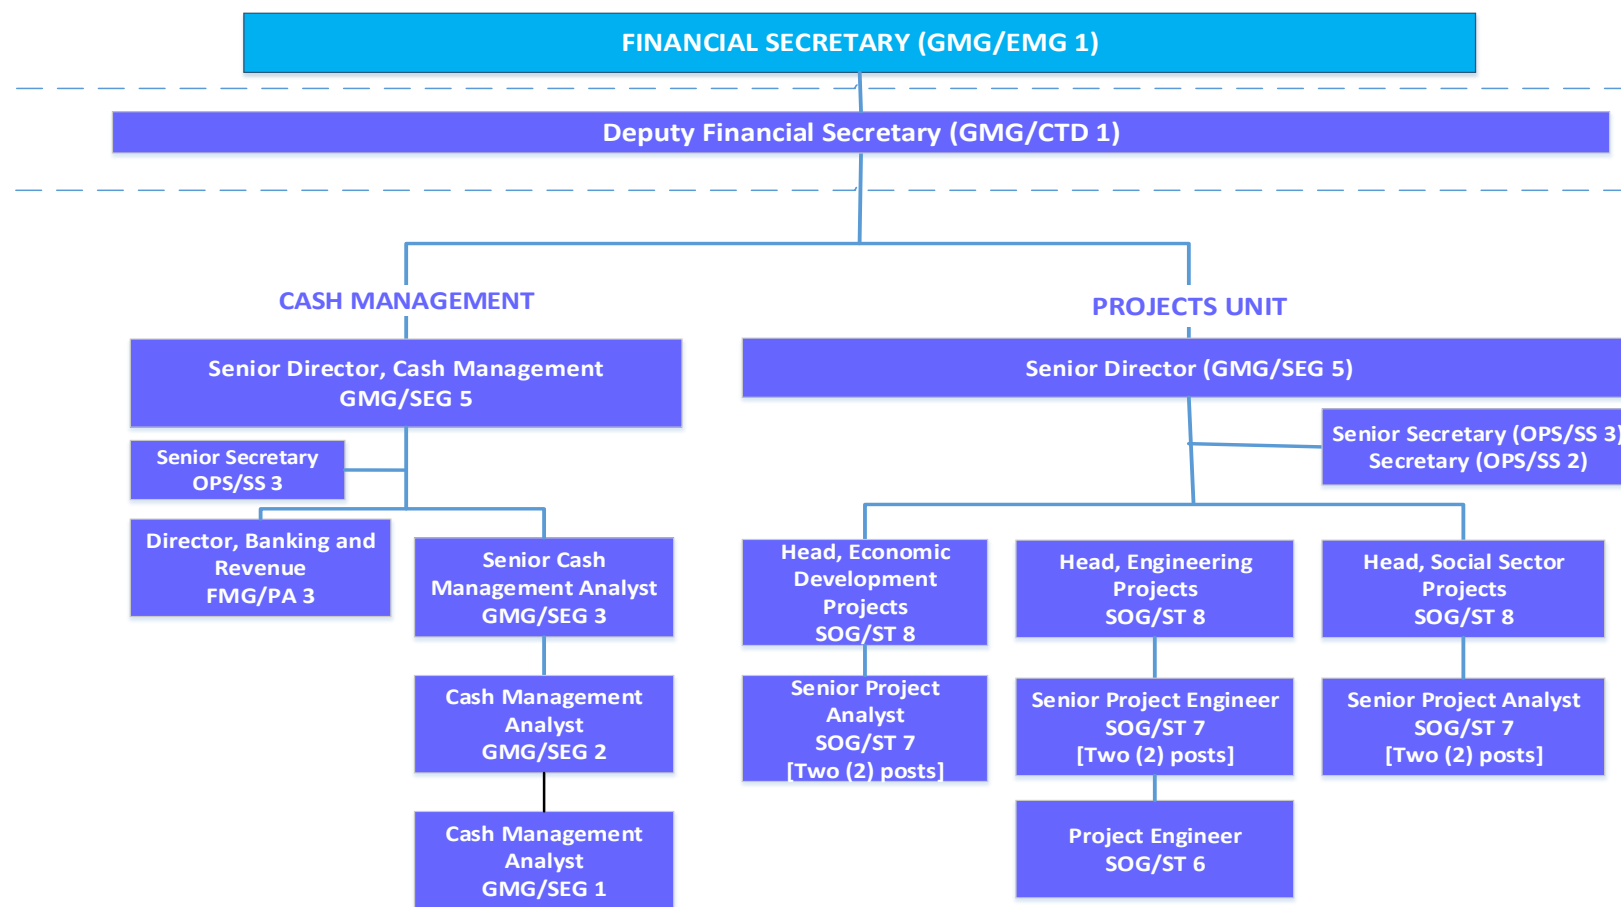 FINANCIAL SECRETARY (GMG/EMG 1)
Deputy Financial Secretary (GMG/CTD 1)
CASH MANAGEMENT
Senior Director, Cash Management
GMG/SEG 5
Senior Secretary
OPS/SS 3
Director, Banking and
Revenue
FMG/PA 3
Senior Cash
Management Analyst
GMG/SEG 3
Cash Management
Analyst
GMG/SEG 2
Cash Management
Analyst
GMG/SEG 1
PROJECTS UNIT
Senior Director (GMG/SEG 5)
Senior Secretary (OPS/SS 3)
Secretary (OPS/SS 2)
Head, Economic
Development
Projects
SOG/ST 8
Senior Project
Analyst
SOG/ST 7
[Two (2) posts]
Head, Engineering
Projects
SOG/ST 8
Senior Project Engineer
SOG/ST 7
[Two (2) posts]
Project Engineer
SOG/ST 6
Head, Social Sector
Projects
SOG/ST 8
Senior Project Analyst
SOG/ST 7
[Two (2) posts]